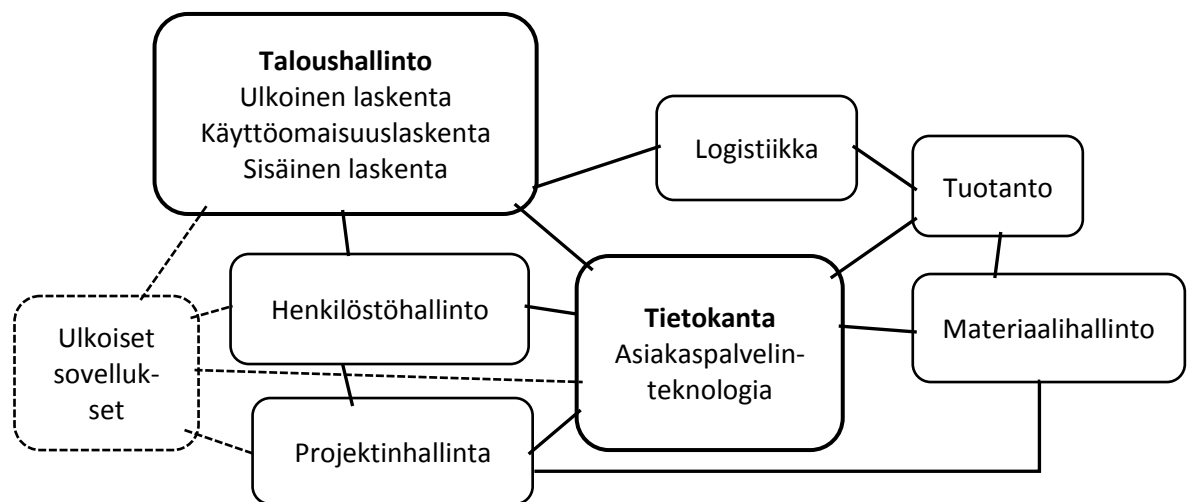 Taloushallinto
Ulkoinen laskenta
Käyttöomaisuuslaskenta
Sisäinen laskenta
Logistiikka
Tuotanto
Henkilöstöhallinto
Tietokanta
Asiakaspalvelin-
teknologia
Materiaalihallinto
Ulkoiset
sovelluk-
set
Projektinhallinta